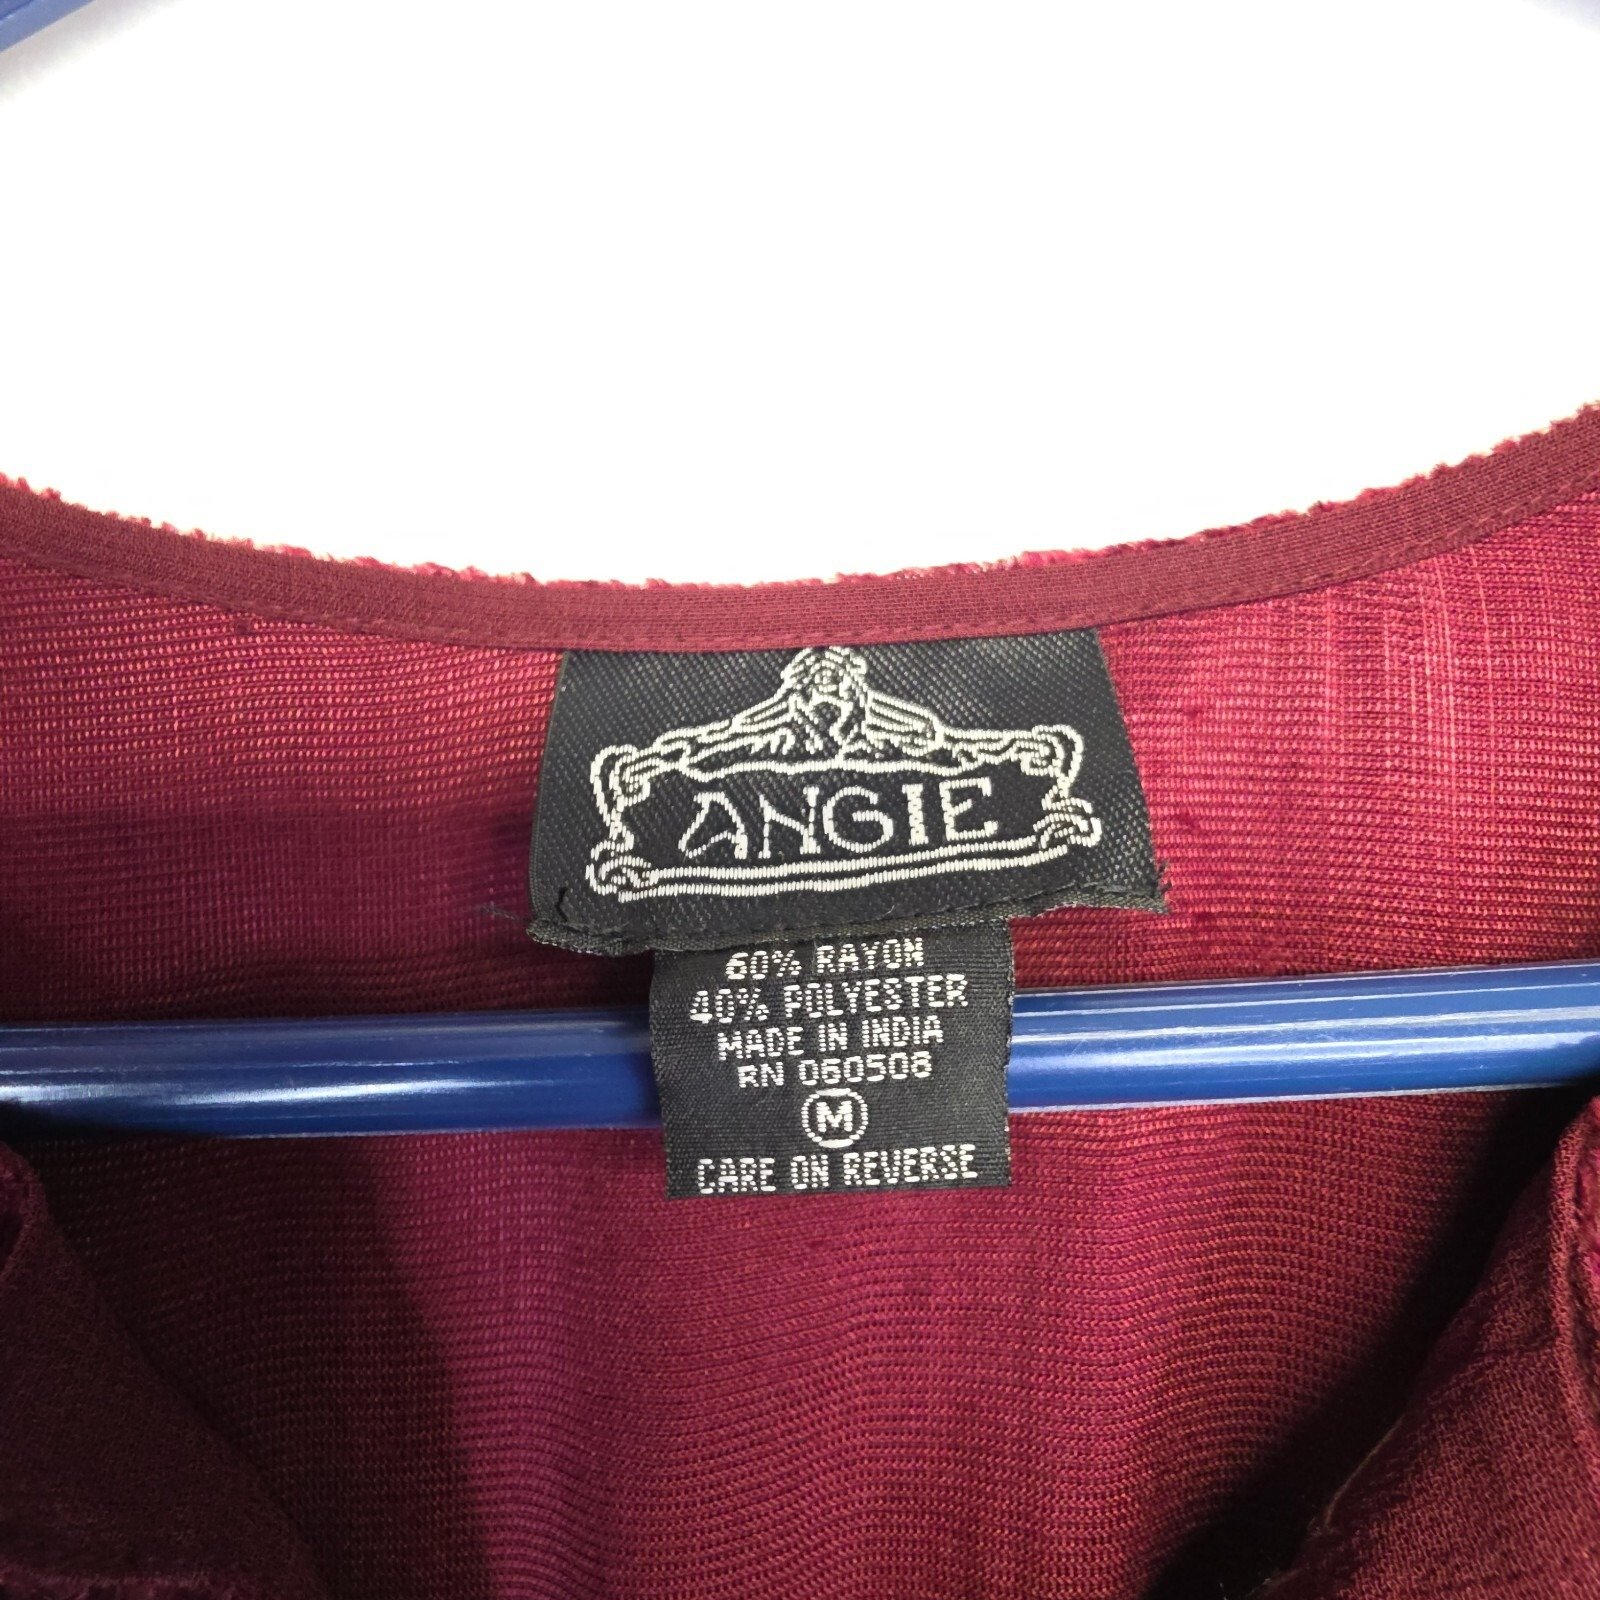 ANGIE
60% RAYON
40% POLYESTER
MADE IN INDIA
RN 060508
M
CARE ON REVERSE